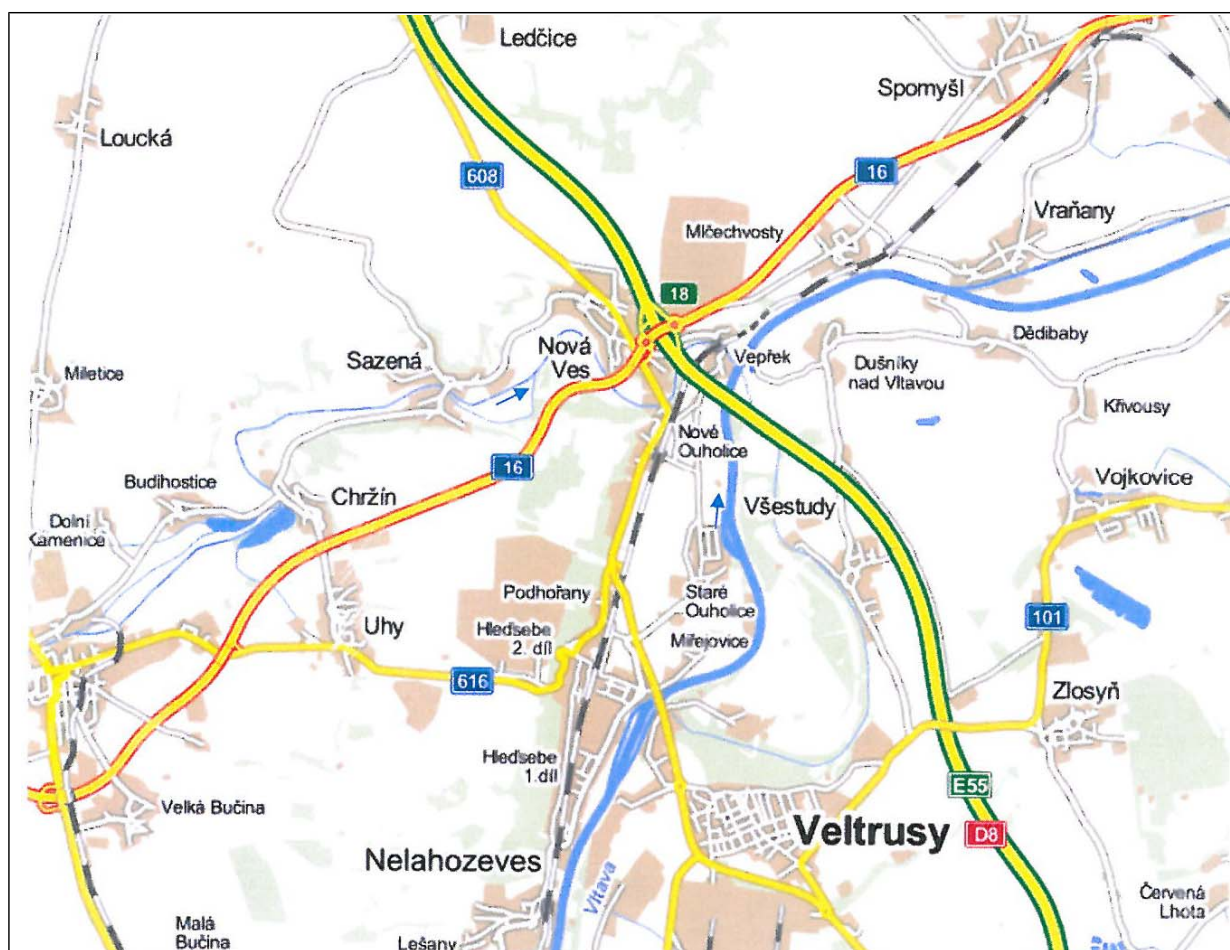 Ledčice
Spomyšl
Loucká
608
16
Vraňany
Mlčechvosty
18
Dědibaby
Sazená
Nová
Ves
Vepřek
Dušníky
nad Vltavou
Miletice
Křivousy
Nové
Ouholice
16
Vojkovice
Budihostice
Chržín
Všestudy
Dolní
Kamenice
Podhořany
Staré
Ouholice
101
Uhy
Hleďsebe
2. díl
Miřejovice
616
Zlosyň
Hleďsebe
1.díl
E55
Velká Bučina
Veltrusy
D8
Nelahozeves
Vltava
Červená
Lhota
Malá
Bučina
Lešany